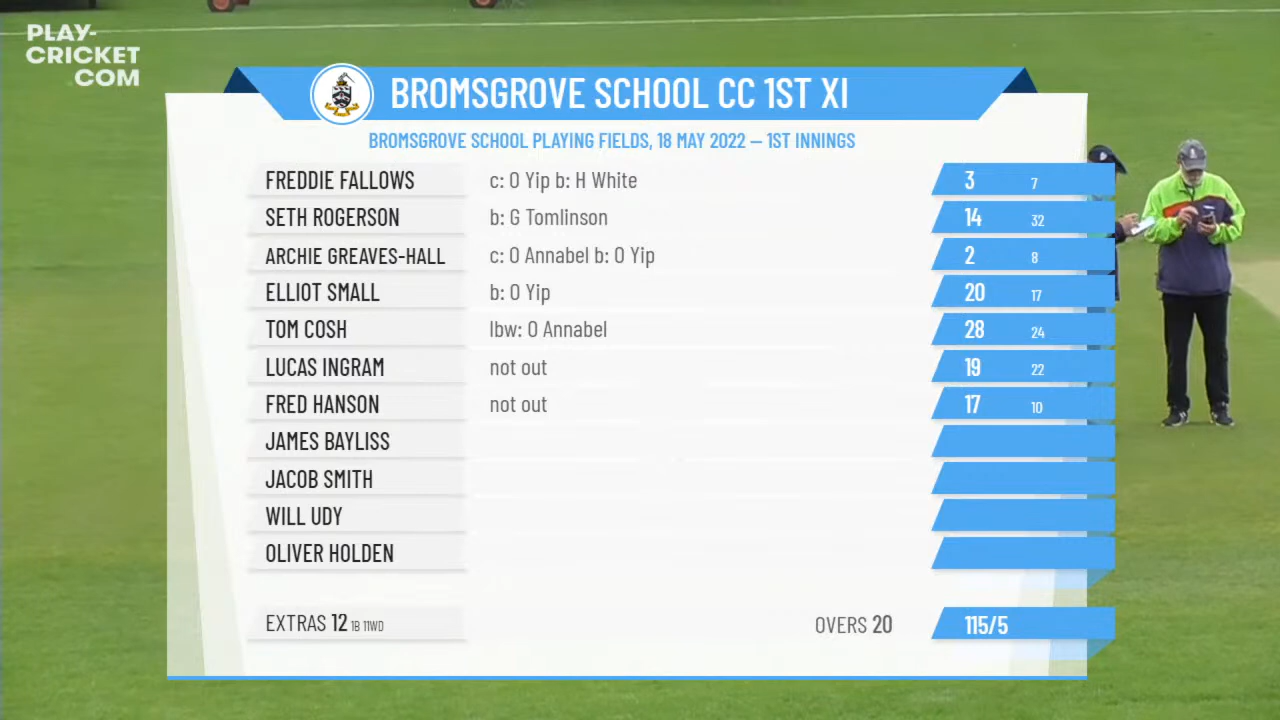 PLAY-
CRICKET
.COM
BROMSGROVE SCHOOL CC 1ST XI
BROMSGROVE SCHOOL PLAYING FIELDS, 18 MAY 2022 – 1ST INNINGS
FREDDIE FALLOWS c: O Yip b: H White 3 7
SETH ROGERSON b: G Tomlinson 14 32
ARCHIE GREAVES-HALL c: O Annabel b: O Yip 2 8
ELLIOT SMALL b: O Yip 20 17
TOM COSH lbw: O Annabel 28 24
LUCAS INGRAM not out 19 22
FRED HANSON not out 17 10
JAMES BAYLISS
JACOB SMITH
WILL UDY
OLIVER HOLDEN
EXTRAS 12 1B 11WD OVERS 20 115/5